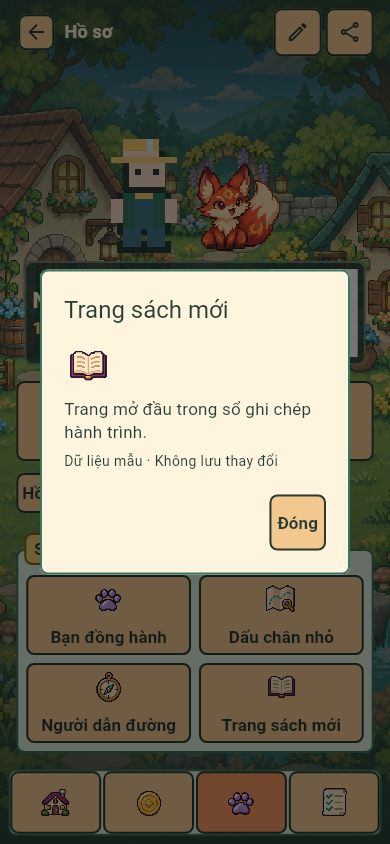 Hồ sơ
Trang sách mới
Trang mở đầu trong sổ ghi chép
hành trình.
Dữ liệu mẫu · Không lưu thay đổi
Đóng
Bạn đồng hành
Dấu chân nhỏ
Người dẫn đường
Trang sách mới